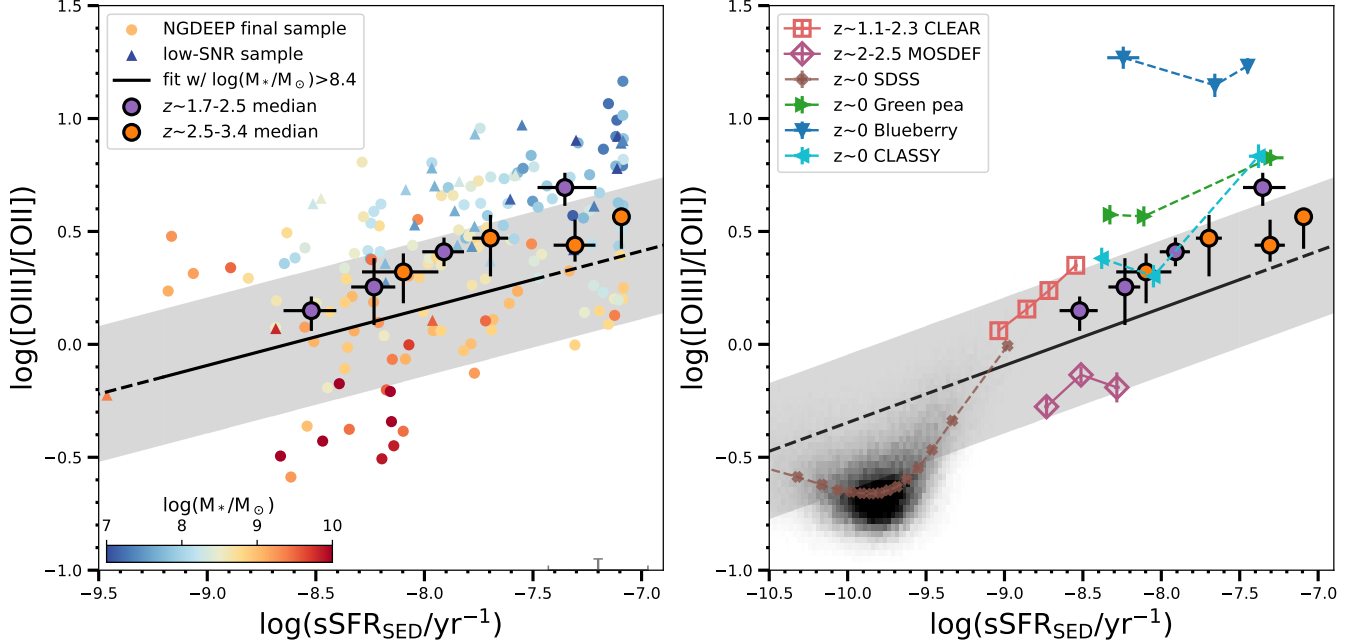 NGDEEP final sample
low-SNR sample
fit w/ log(M*/M⊙)>8.4
z~1.7-2.5 median
z~2.5-3.4 median
log([OIII]/[OII])
1.5
1.0
0.5
0.0
−0.5
−1.0
log(M*/M⊙)
7 8 9 10
−9.5 −9.0 −8.5 −8.0 −7.5 −7.0
log(sSFR_SED/yr⁻¹)
z~1.1-2.3 CLEAR
z~2-2.5 MOSDEF
z~0 SDSS
z~0 Green pea
z~0 Blueberry
z~0 CLASSY
log([OIII]/[OII])
1.5
1.0
0.5
0.0
−0.5
−1.0
−10.5 −10.0 −9.5 −9.0 −8.5 −8.0 −7.5 −7.0
log(sSFR_SED/yr⁻¹)